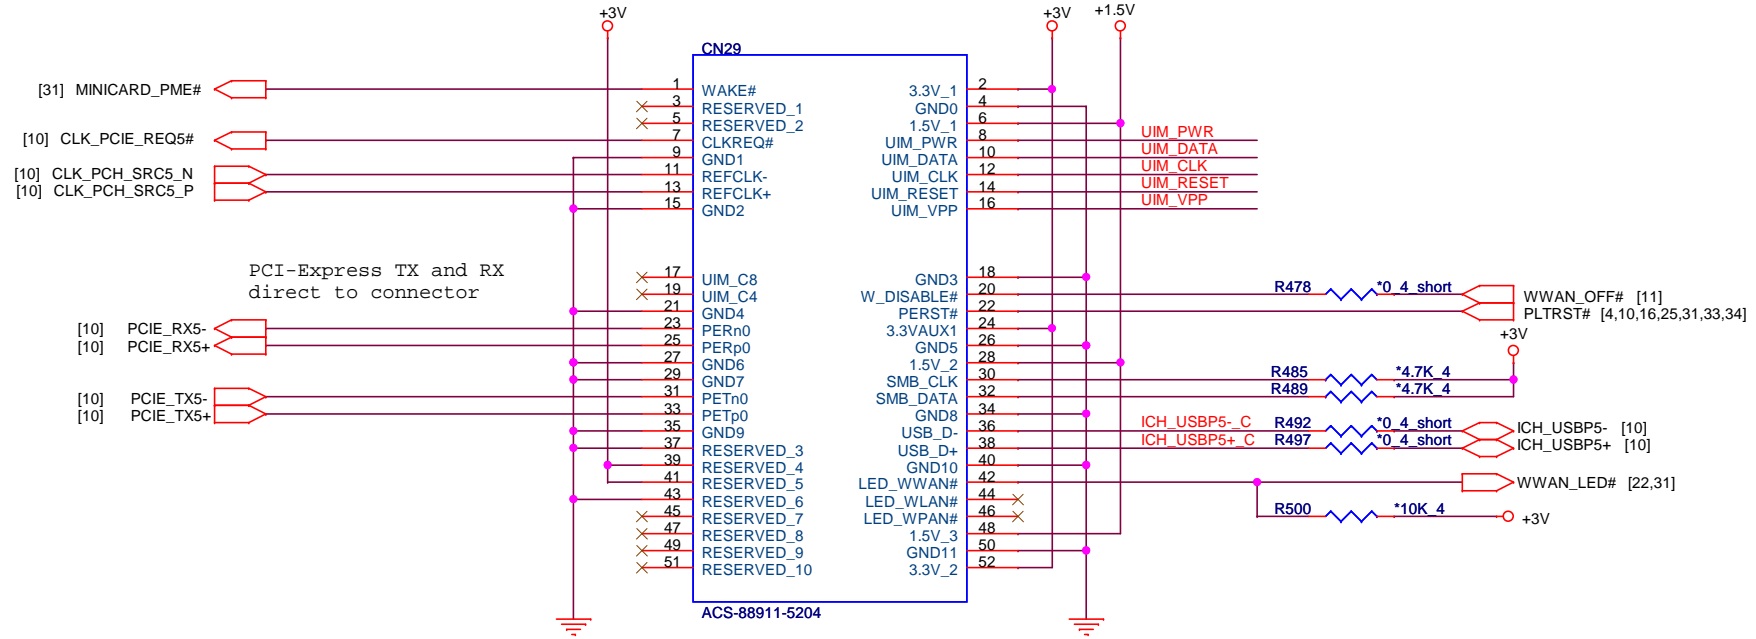 +3V
+3V
+1.5V
CN29
[31] MINICARD_PME# 1 WAKE# 3.3V_1 2
3 RESERVED_1 GND0 4
5 RESERVED_2 1.5V_1 6
[10] CLK_PCIE_REQ5# 7 CLKREQ# UIM_PWR 8 UIM_PWR
9 GND1 UIM_DATA 10 UIM_DATA
[10] CLK_PCH_SRC5_N 11 REFCLK- UIM_CLK 12 UIM_CLK
[10] CLK_PCH_SRC5_P 13 REFCLK+ UIM_RESET 14 UIM_RESET
15 GND2 UIM_VPP 16 UIM_VPP
PCI-Express TX and RX
direct to connector
17 UIM_C8 GND3 18
19 UIM_C4 W_DISABLE# 20 R478 *0_4_short WWAN_OFF# [11]
21 GND4 PERST# 22 PLTRST# [4,10,16,25,31,33,34]
[10] PCIE_RX5- 23 PERn0 3.3VAUX1 24
+3V
[10] PCIE_RX5+ 25 PERp0 GND5 26
27 GND6 1.5V_2 28
29 GND7 SMB_CLK 30 R485 *4.7K_4
[10] PCIE_TX5- 31 PETn0 SMB_DATA 32 R489 *4.7K_4
[10] PCIE_TX5+ 33 PETp0 GND8 34
35 GND9 USB_D- 36 ICH_USBP5-_C R492 *0_4_short ICH_USBP5- [10]
37 RESERVED_3 USB_D+ 38 ICH_USBP5+_C R497 *0_4_short ICH_USBP5+ [10]
39 RESERVED_4 GND10 40
41 RESERVED_5 LED_WWAN# 42 WWAN_LED# [22,31]
43 RESERVED_6 LED_WLAN# 44
45 RESERVED_7 LED_WPAN# 46 R500 *10K_4 +3V
47 RESERVED_8 1.5V_3 48
49 RESERVED_9 GND11 50
51 RESERVED_10 3.3V_2 52
ACS-88911-5204